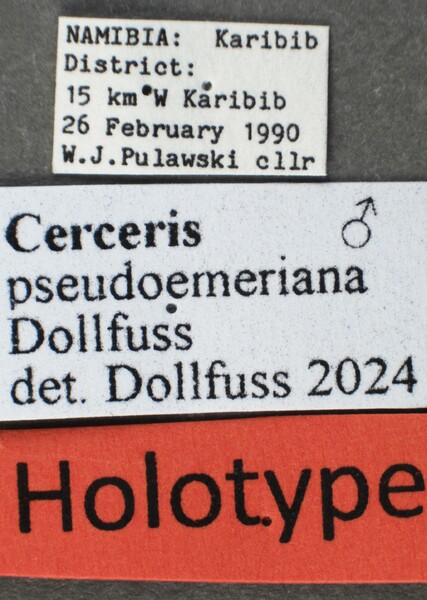 NAMIBIA: Karibib
District:
15 km W Karibib
26 February 1990
W.J.Pulawski cllr
Cerceris ♂
pseudoemeriana
Dollfuss
det. Dollfuss 2024
Holotype